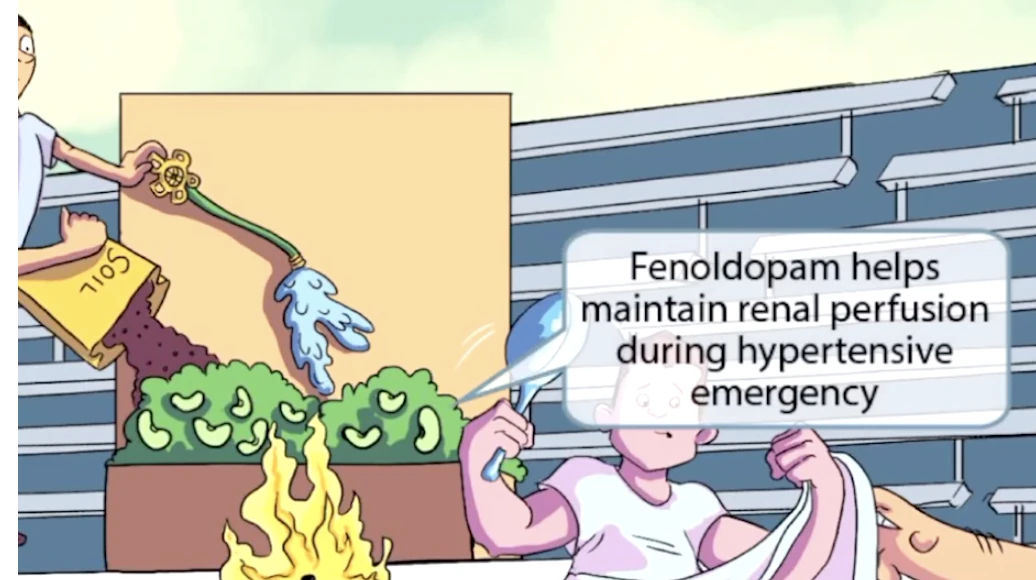 SOIL
Fenoldopam helps
maintain renal perfusion
during hypertensive
emergency